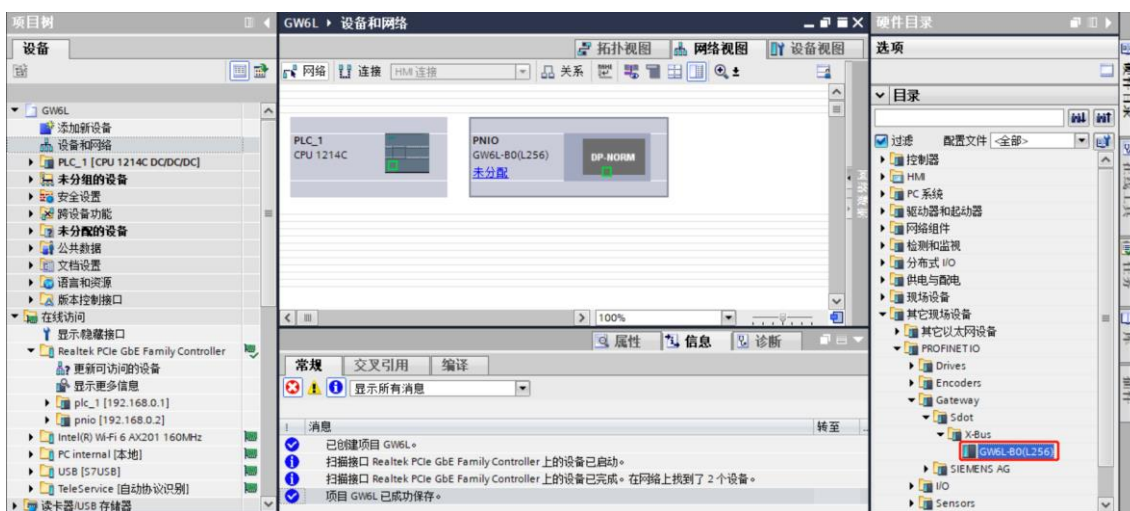 项目树
设备
GW6L
添加新设备
设备和网络
PLC_1 [CPU 1214C DC/DC/DC]
未分组的设备
安全设置
跨设备功能
未分配的设备
公共数据
文档设置
语言和资源
版本控制接口
在线访问
显示/隐藏接口
Realtek PCIe GbE Family Controller
更新可访问的设备
显示更多信息
plc_1 [192.168.0.1]
pnio [192.168.0.2]
Intel(R) Wi-Fi 6 AX201 160MHz
PC internal [本地]
USB [S7USB]
TeleService [自动协议识别]
读卡器/USB 存储器
GW6L ▸ 设备和网络
拓扑视图 网络视图 设备视图
网络 连接 HMI 连接 关系
PLC_1
CPU 1214C
PNIO
GW6L-B0(L256)
未分配
DP-NORM
100%
属性 信息 诊断
常规 交叉引用 编译
显示所有消息
! 消息 转至
已创建项目 GW6L。
扫描接口 Realtek PCIe GbE Family Controller 上的设备已启动。
扫描接口 Realtek PCIe GbE Family Controller 上的设备已完成。在网络上找到了 2 个设备。
项目 GW6L 已成功保存。
硬件目录
选项
目录
过滤 配置文件 <全部>
控制器
HMI
PC 系统
驱动器和起动器
网络组件
检测和监视
分布式 I/O
供电与配电
现场设备
其它现场设备
其它以太网设备
PROFINET IO
Drives
Encoders
Gateway
Sdot
X-Bus
GW6L-B0(L256)
SIEMENS AG
I/O
Sensors